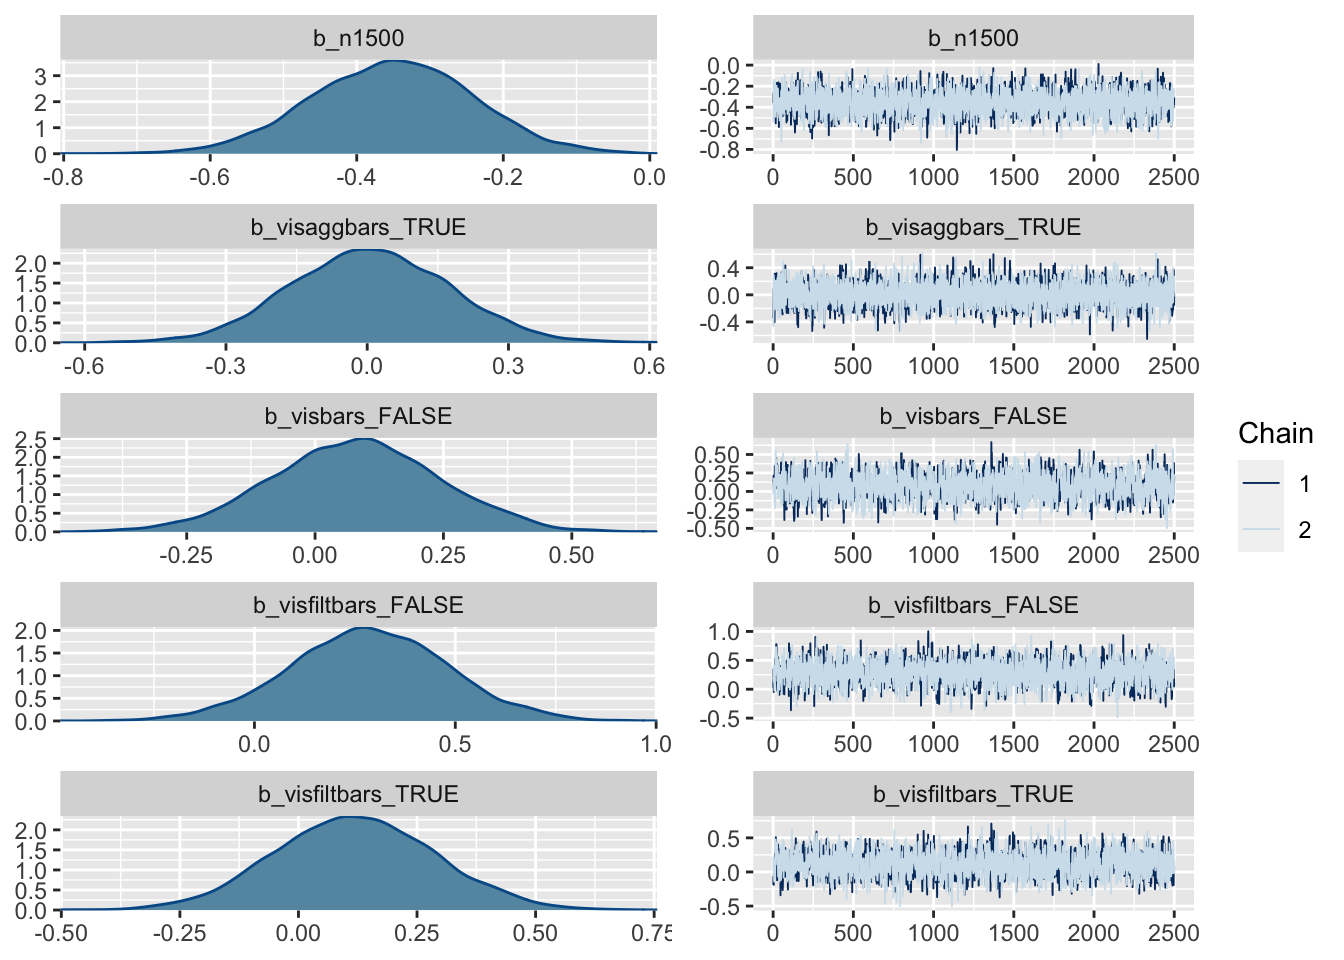 b_n1500
3
2
1
0
-0.8 -0.6 -0.4 -0.2 0.0
b_n1500
0.0
-0.2
-0.4
-0.6
-0.8
0 500 1000 1500 2000 2500
b_visaggbars_TRUE
2.0
1.5
1.0
0.5
0.0
-0.6 -0.3 0.0 0.3 0.6
b_visaggbars_TRUE
0.4
0.0
-0.4
0 500 1000 1500 2000 2500
b_visbars_FALSE
2.5
2.0
1.5
1.0
0.5
0.0
-0.25 0.00 0.25 0.50
b_visbars_FALSE
0.50
0.25
0.00
-0.25
-0.50
0 500 1000 1500 2000 2500
b_visfiltbars_FALSE
2.0
1.5
1.0
0.5
0.0
0.0 0.5 1.0
b_visfiltbars_FALSE
1.0
0.5
0.0
-0.5
0 500 1000 1500 2000 2500
b_visfiltbars_TRUE
2.0
1.5
1.0
0.5
0.0
-0.50 -0.25 0.00 0.25 0.50 0.75
b_visfiltbars_TRUE
0.5
0.0
-0.5
0 500 1000 1500 2000 2500
Chain
1
2